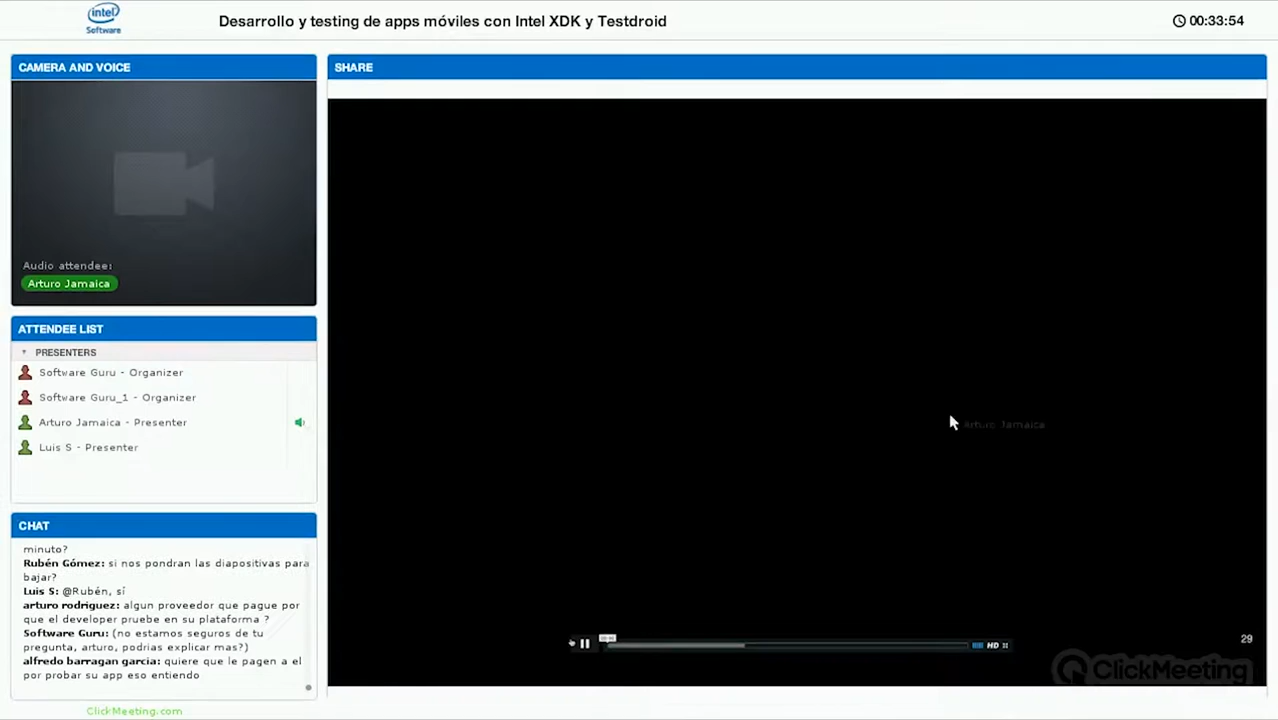 intel
Software
Desarrollo y testing de apps móviles con Intel XDK y Testdroid
00:33:54
CAMERA AND VOICE
Audio attendee:
Arturo Jamaica
ATTENDEE LIST
PRESENTERS
Software Guru - Organizer
Software Guru_1 - Organizer
Arturo Jamaica - Presenter
Luis S - Presenter
CHAT
minuto?
Rubén Gómez: si nos pondran las diapositivas para
bajar?
Luis S: @Rubén, sí
arturo rodriguez: algun proveedor que pague por
que el developer pruebe en su plataforma ?
Software Guru: (no estamos seguros de tu
pregunta, arturo, podrias explicar mas?)
alfredo barragan garcia: quiere que le pagen a el
por probar su app eso entiendo
ClickMeeting.com
SHARE
Arturo Jamaica
HD
29
ClickMeeting